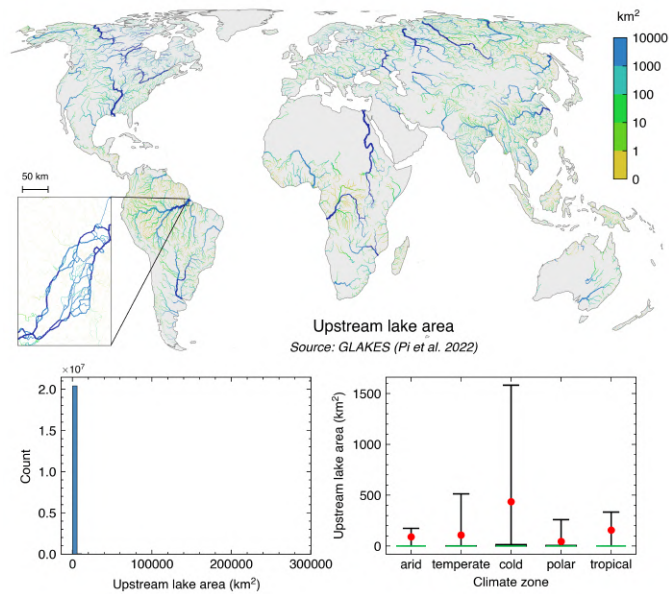 km²
10000
1000
100
10
1
0
50 km
Upstream lake area
Source: GLAKES (Pi et al. 2022)
×10⁷
2.0
1.5
1.0
0.5
0.0
Count
0
100000
200000
300000
Upstream lake area (km²)
1500
1000
500
0
Upstream lake area (km²)
arid
temperate
cold
polar
tropical
Climate zone